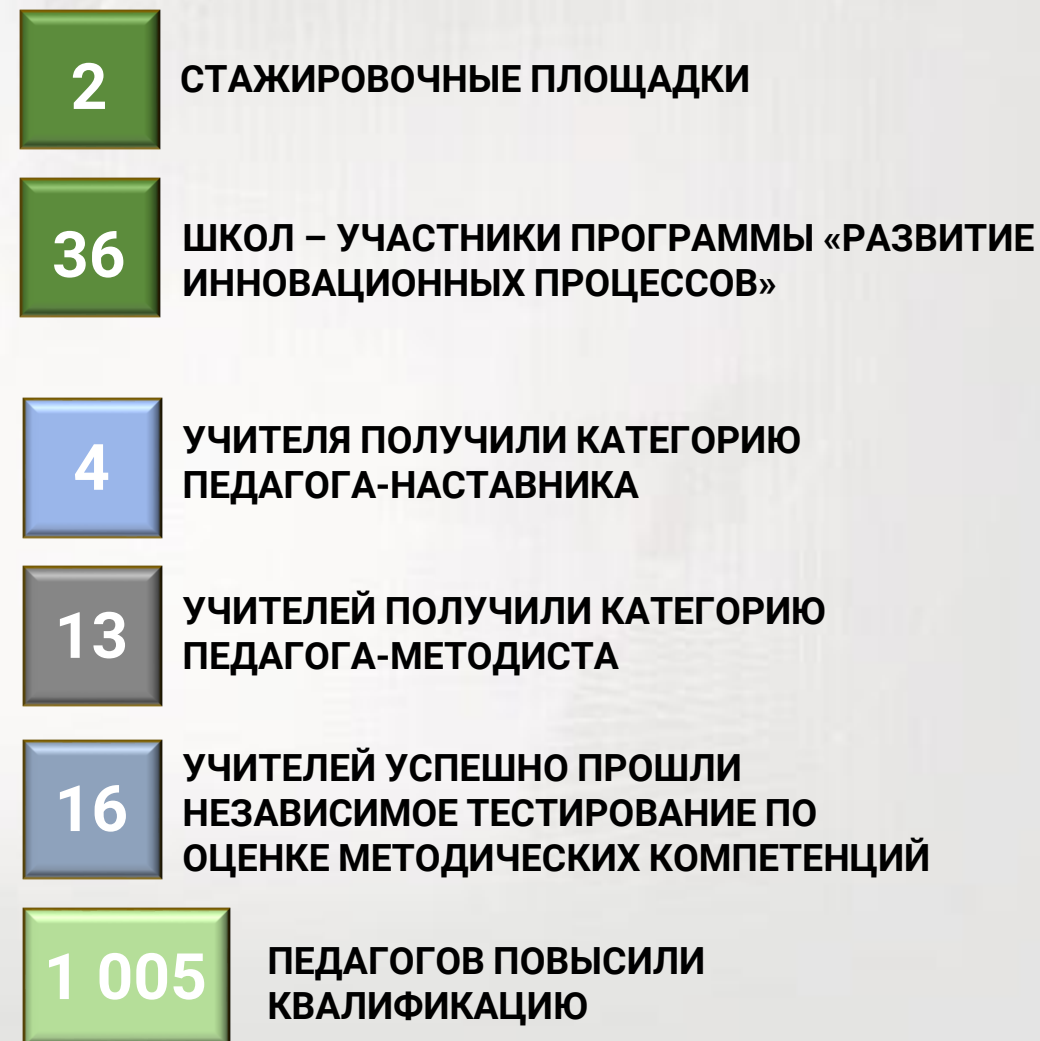 2
СТАЖИРОВОЧНЫЕ ПЛОЩАДКИ
36
ШКОЛ – УЧАСТНИКИ ПРОГРАММЫ «РАЗВИТИЕ
ИННОВАЦИОННЫХ ПРОЦЕССОВ»
4
УЧИТЕЛЯ ПОЛУЧИЛИ КАТЕГОРИЮ
ПЕДАГОГА-НАСТАВНИКА
13
УЧИТЕЛЕЙ ПОЛУЧИЛИ КАТЕГОРИЮ
ПЕДАГОГА-МЕТОДИСТА
16
УЧИТЕЛЕЙ УСПЕШНО ПРОШЛИ
НЕЗАВИСИМОЕ ТЕСТИРОВАНИЕ ПО
ОЦЕНКЕ МЕТОДИЧЕСКИХ КОМПЕТЕНЦИЙ
1 005
ПЕДАГОГОВ ПОВЫСИЛИ
КВАЛИФИКАЦИЮ